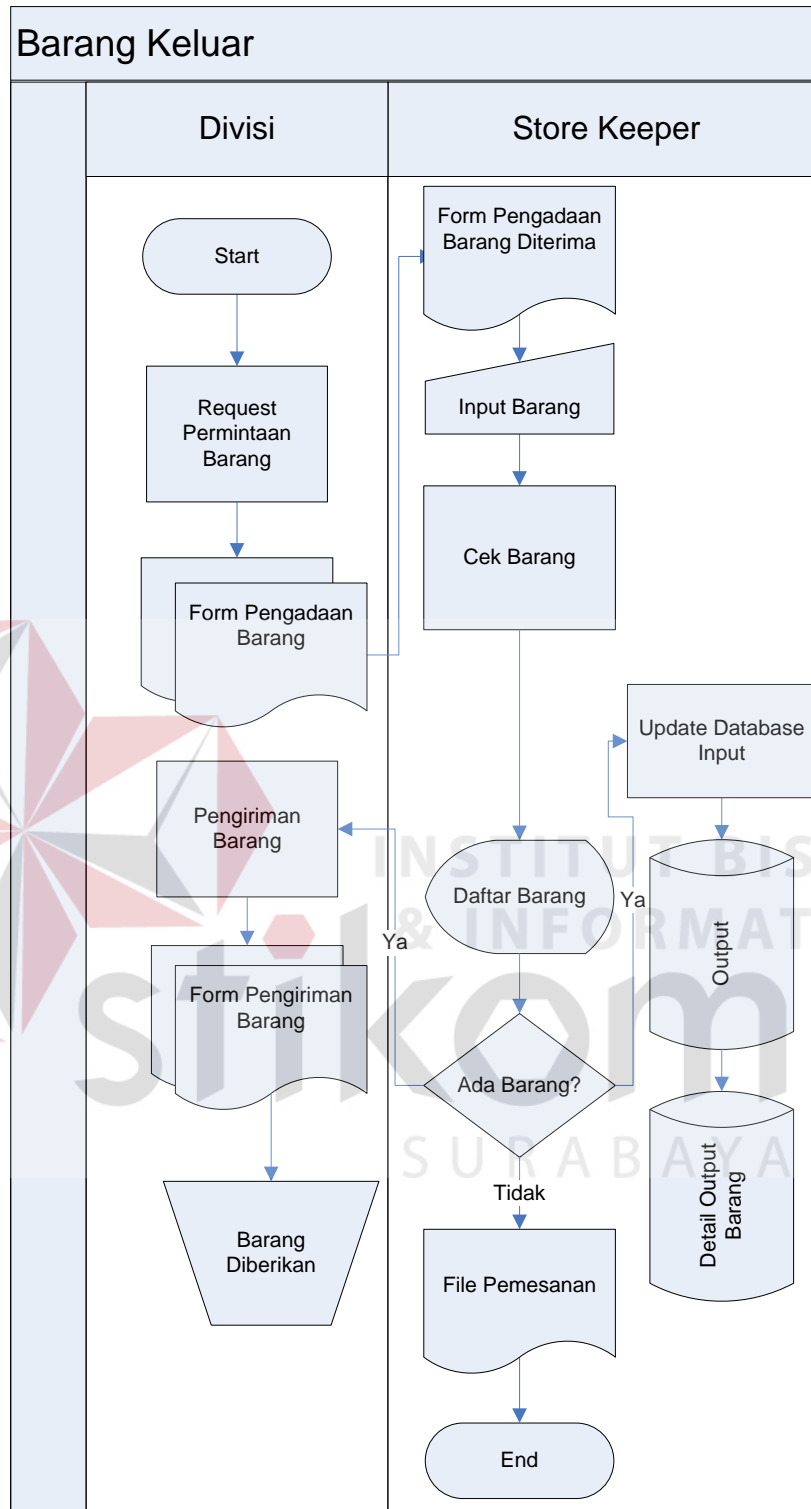 Barang Keluar
Divisi
Store Keeper
Start
Request
Permintaan
Barang
Form Pengadaan
Barang
Pengiriman
Barang
Form Pengiriman
Barang
Barang
Diberikan
Form Pengadaan
Barang Diterima
Input Barang
Cek Barang
Daftar Barang
Ada Barang?
Ya
Ya
Tidak
File Pemesanan
End
Update Database
Input
Output
Detail Output
Barang
INSTITUT BIS
& INFORMAT
stikom
SURABAYA